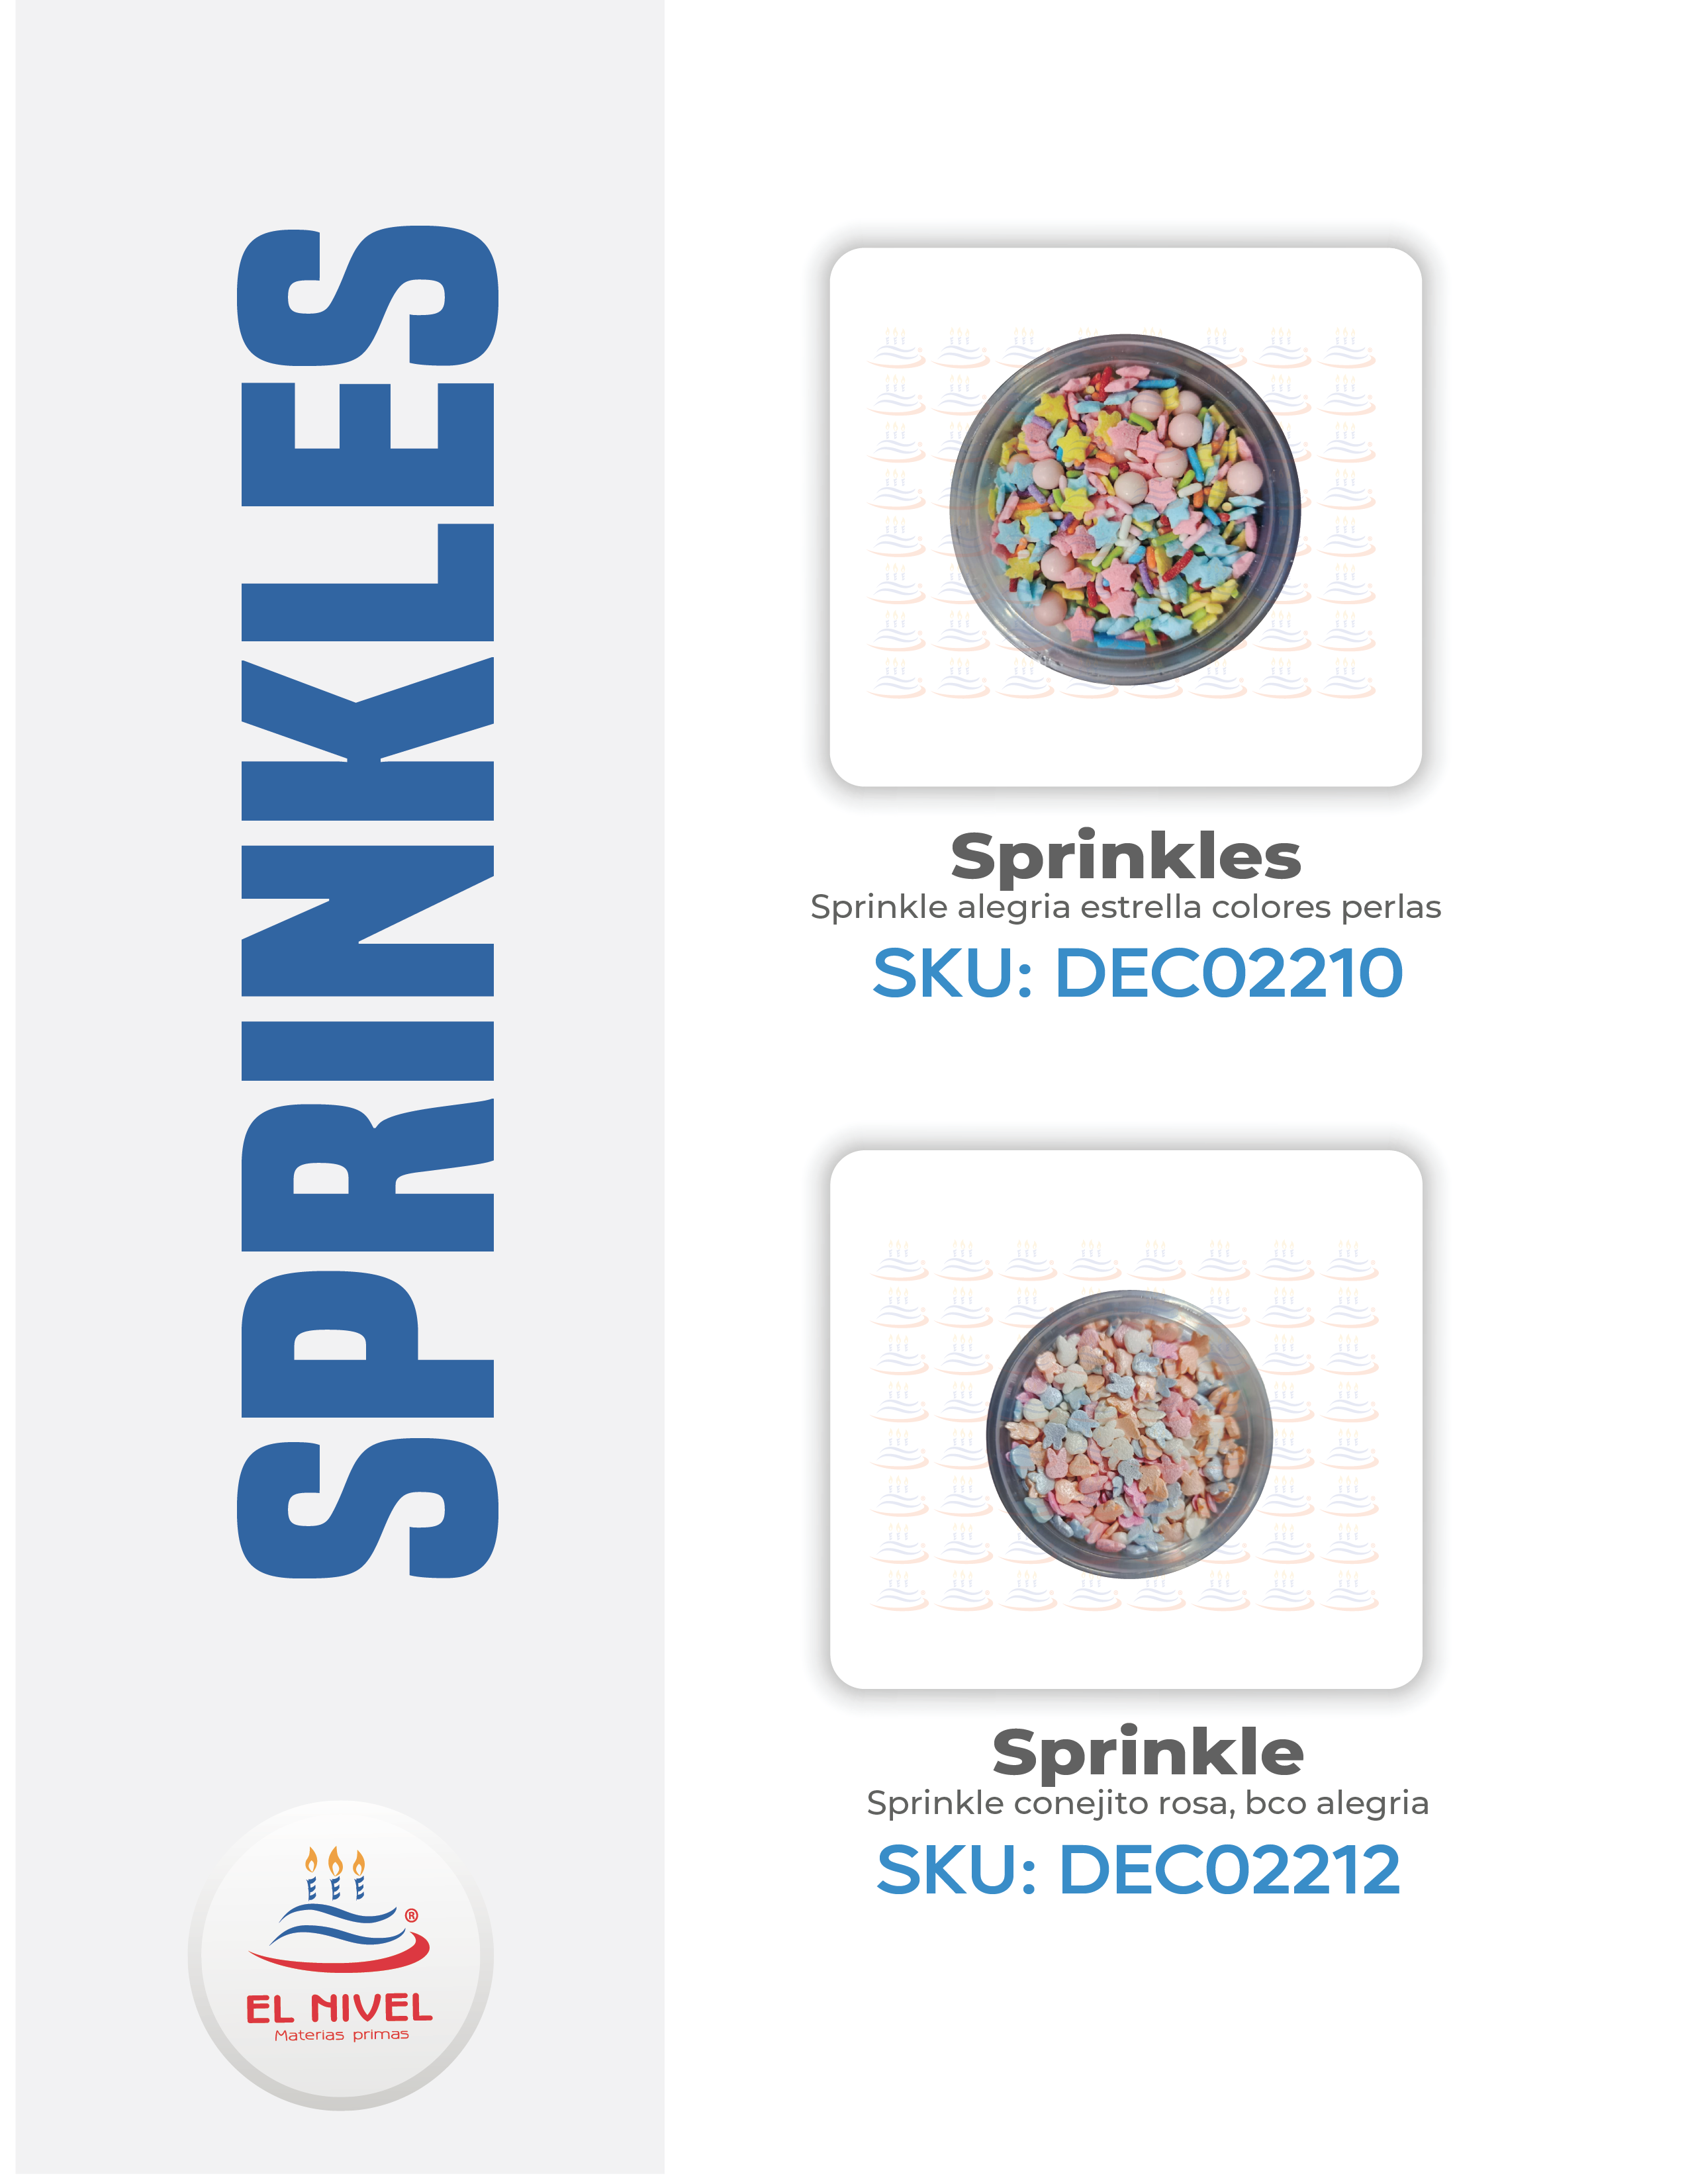 SPRINKLES
Sprinkles
Sprinkle alegria estrella colores perlas
SKU: DEC02210
Sprinkle
Sprinkle conejito rosa, bco alegria
SKU: DEC02212
®
EL NIVEL
Materias primas